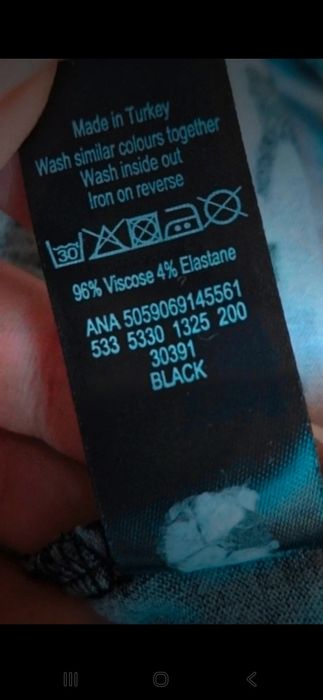 Made in Turkey
Wash similar colours together
Wash inside out
Iron on reverse
30
96% Viscose 4% Elastane
ANA 5059069145561
533 5330 1325 200
30391
BLACK